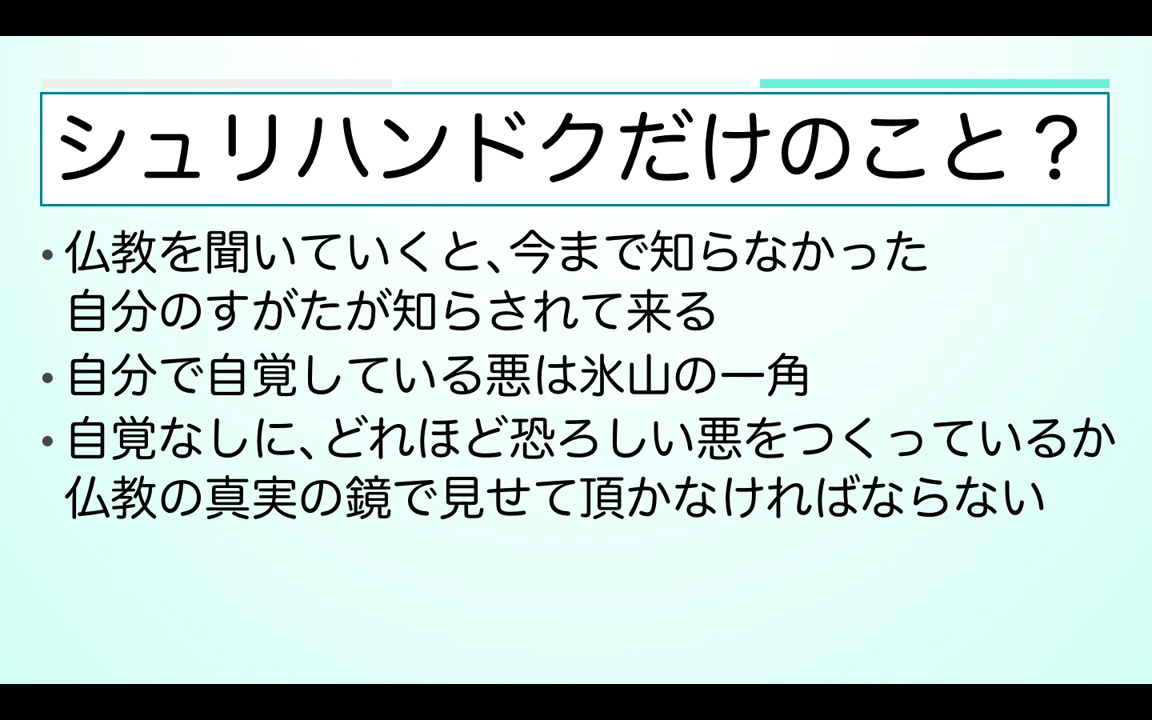 シュリハンドクだけのこと？
•仏教を聞いていくと、今まで知らなかった
自分のすがたが知らされて来る
•自分で自覚している悪は氷山の一角
•自覚なしに、どれほど恐ろしい悪をつくっているか
仏教の真実の鏡で見せて頂かなければならない